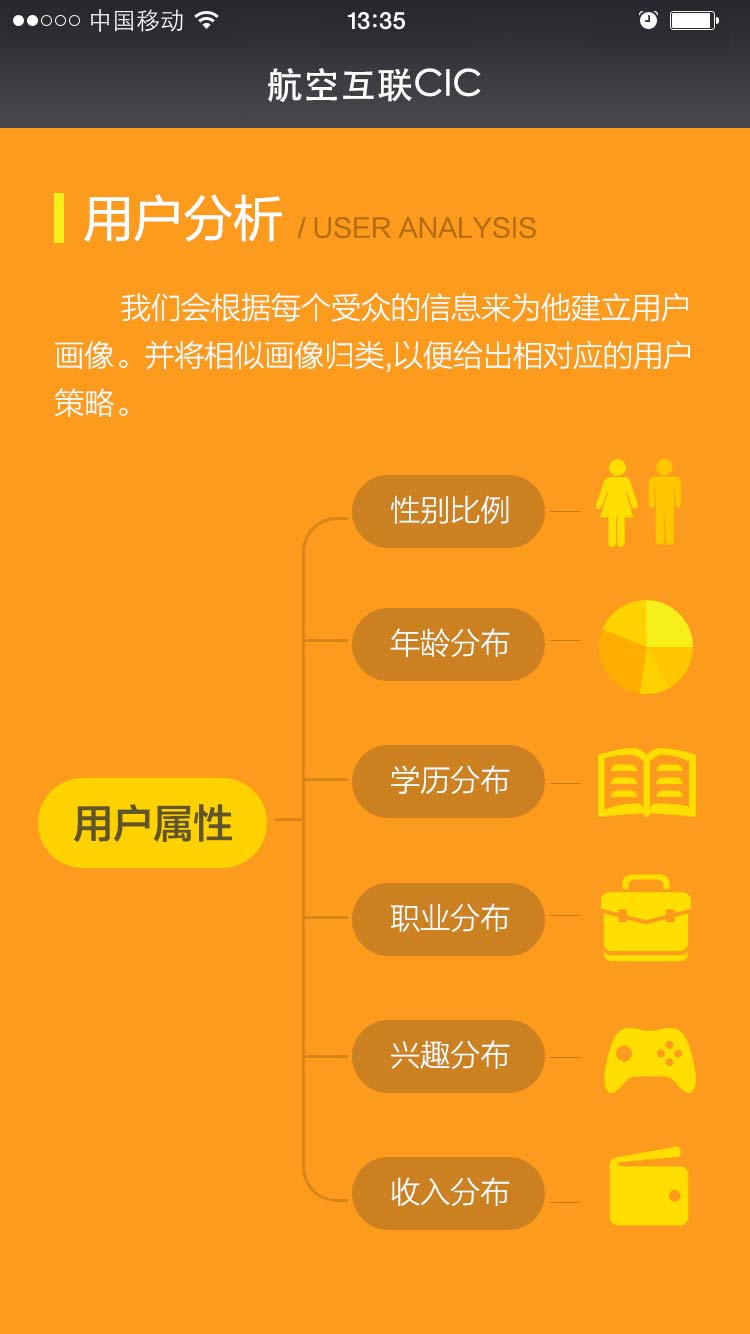 中国移动
13:35
航空互联CIC
用户分析 / USER ANALYSIS
我们会根据每个受众的信息来为他建立用户
画像。并将相似画像归类,以便给出相对应的用户
策略。
性别比例
年龄分布
学历分布
用户属性
职业分布
兴趣分布
收入分布